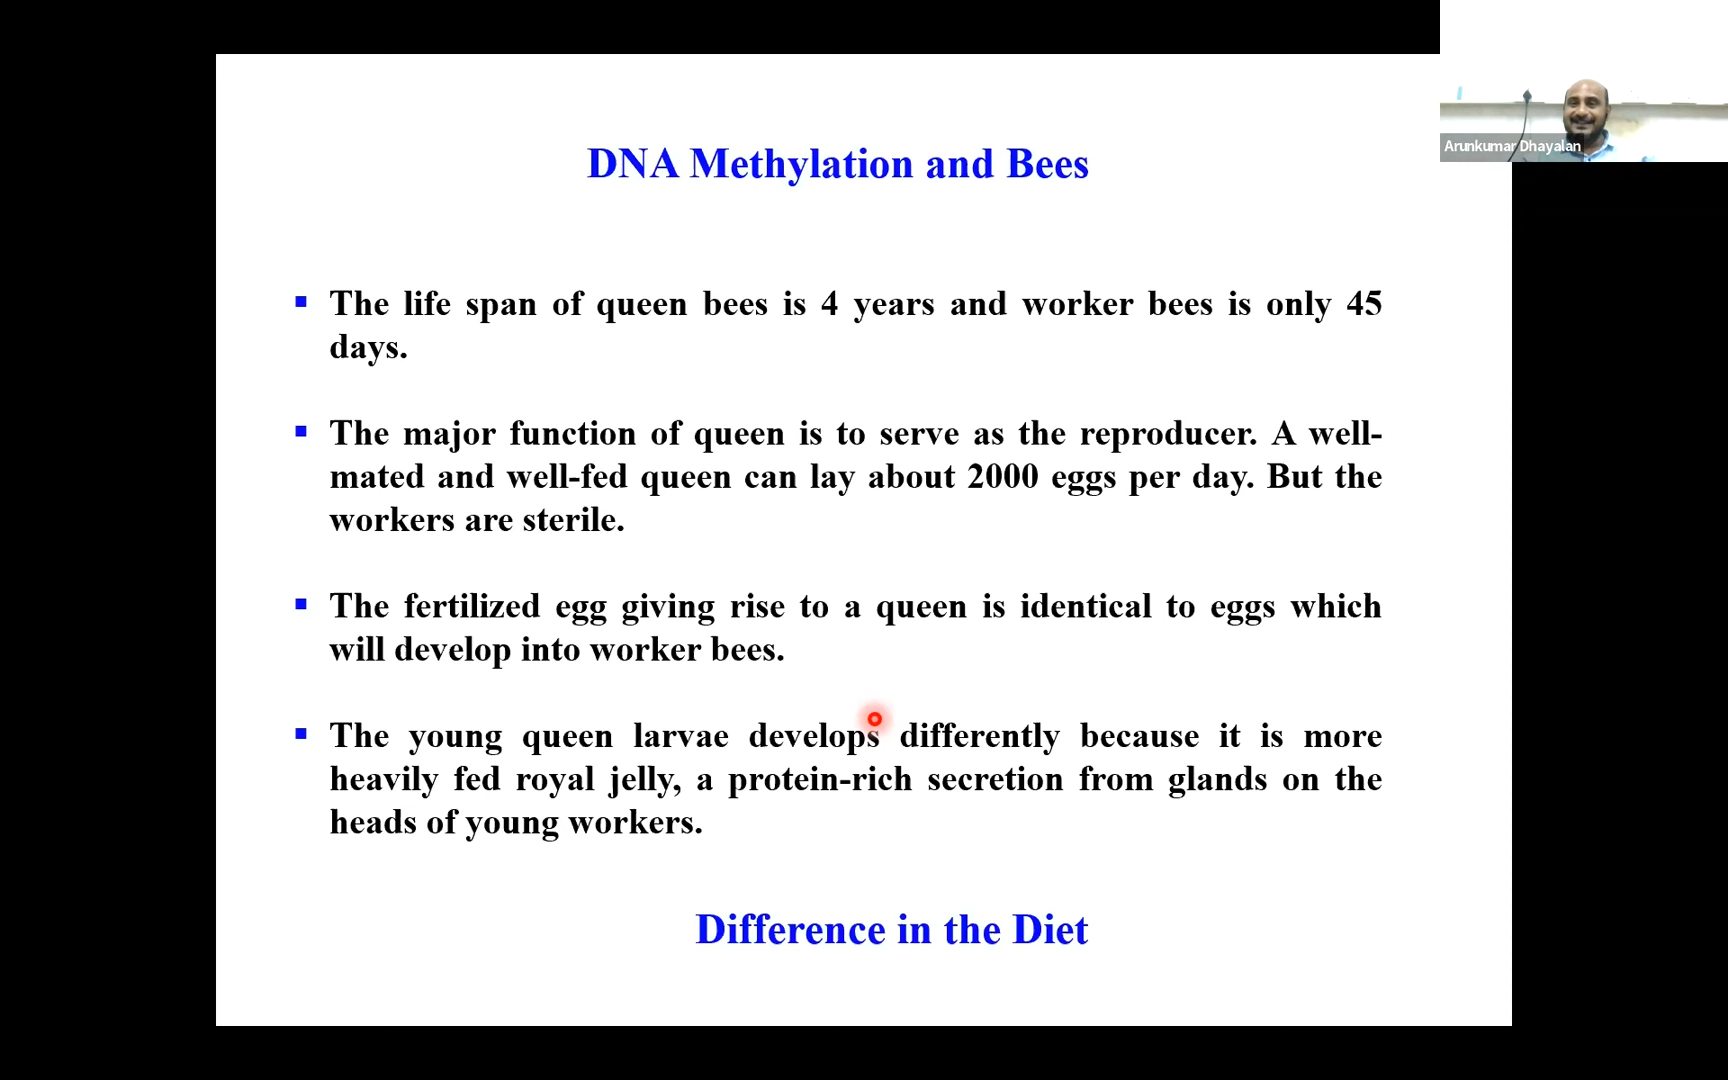 DNA Methylation and Bees
The life span of queen bees is 4 years and worker bees is only 45
days.
The major function of queen is to serve as the reproducer. A well-
mated and well-fed queen can lay about 2000 eggs per day. But the
workers are sterile.
The fertilized egg giving rise to a queen is identical to eggs which
will develop into worker bees.
The young queen larvae develops differently because it is more
heavily fed royal jelly, a protein-rich secretion from glands on the
heads of young workers.
Difference in the Diet
Arunkumar Dhayalan